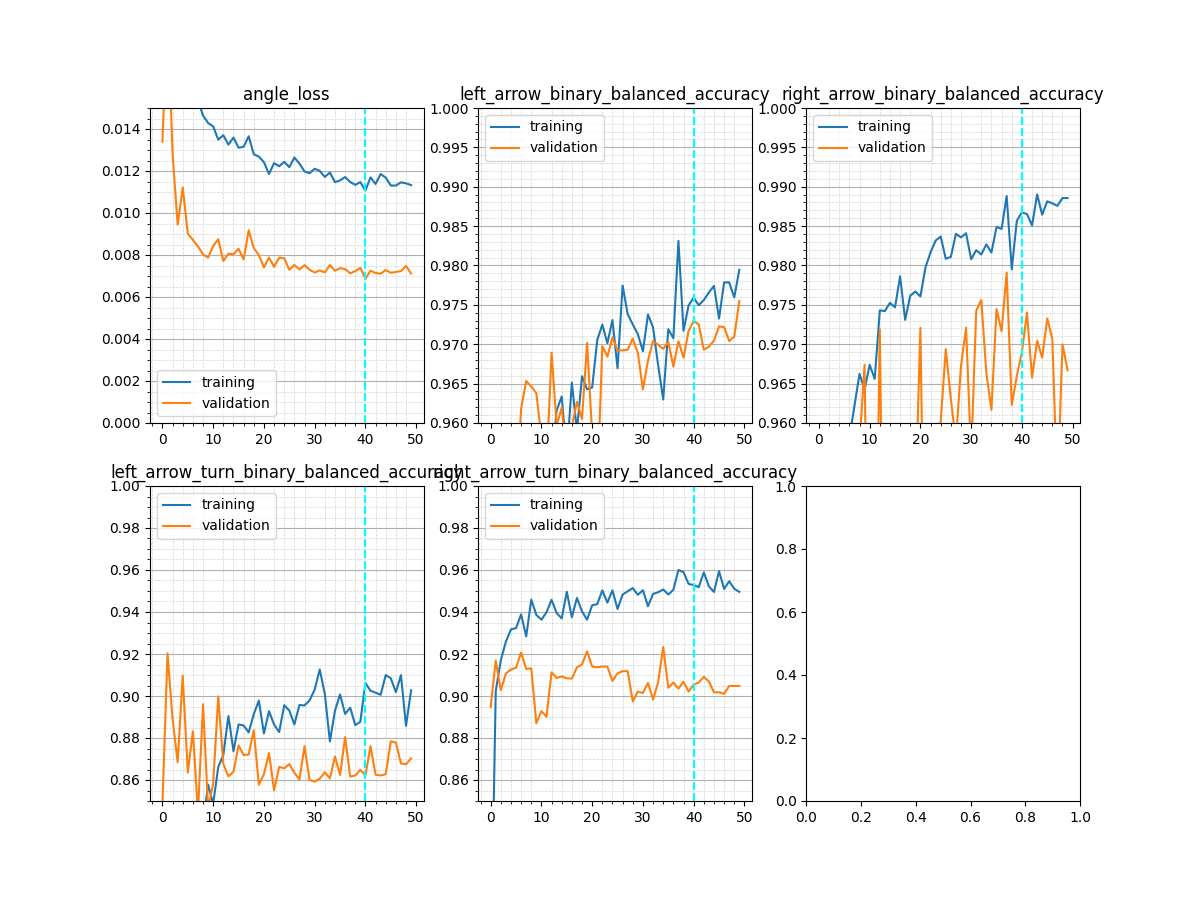 angle_loss
0.014
0.012
0.010
0.008
0.006
0.004
0.002
0.000
training
validation
0 10 20 30 40 50
left_arrow_binary_balanced_accuracy
1.000
0.995
0.990
0.985
0.980
0.975
0.970
0.965
0.960
training
validation
0 10 20 30 40 50
right_arrow_binary_balanced_accuracy
1.000
0.995
0.990
0.985
0.980
0.975
0.970
0.965
0.960
training
validation
0 10 20 30 40 50
left_arrow_turn_binary_balanced_accuracy
1.00
0.98
0.96
0.94
0.92
0.90
0.88
0.86
training
validation
0 10 20 30 40 50
right_arrow_turn_binary_balanced_accuracy
1.00
0.98
0.96
0.94
0.92
0.90
0.88
0.86
training
validation
0 10 20 30 40 50
1.0
0.8
0.6
0.4
0.2
0.0
0.0 0.2 0.4 0.6 0.8 1.0